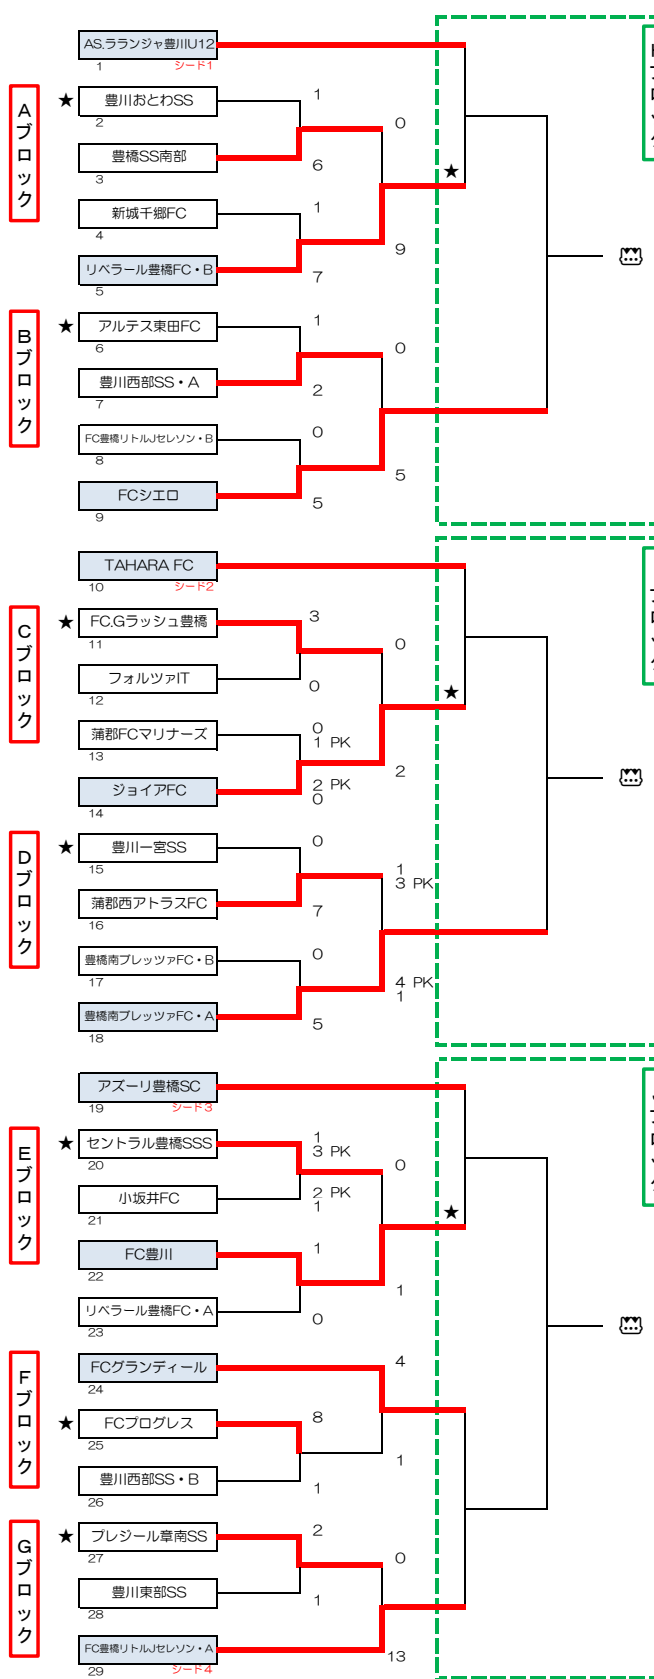 AS.ラランジャ豊川U12
1 シード1
Aブロック
★ 豊川おとわSS
2
1
0
豊橋SS南部
3
6
★
新城千郷FC
4
1
9
リベラール豊橋FC・B
5
7
Bブロック
★ アルテス東田FC
6
1
0
豊川西部SS・A
7
2
FC豊橋リトルJセレソン・B
8
0
5
FCシエロ
9
5
TAHARA FC
10 シード2
Cブロック
★ FC.Gラッシュ豊橋
11
3
0
フォルツァIT
12
0
★
蒲郡FCマリナーズ
13
0
1 PK
2
ジョイアFC
14
2 PK
0
Dブロック
★ 豊川一宮SS
15
0
1
3 PK
蒲郡西アトラスFC
16
7
豊橋南プレッツァFC・B
17
0
4 PK
1
豊橋南プレッツァFC・A
18
5
アズーリ豊橋SC
19 シード3
Eブロック
★ セントラル豊橋SSS
20
1
3 PK
0
小坂井FC
21
2 PK
1
★
FC豊川
22
1
1
リベラール豊橋FC・A
23
0
Fブロック
FCグランディール
24
4
★ FCプログレス
25
8
1
豊川西部SS・B
26
1
Gブロック
★ プレジール章南SS
27
2
0
豊川東部SS
28
1
FC豊橋リトルJセレソン・A
29 シード4
13